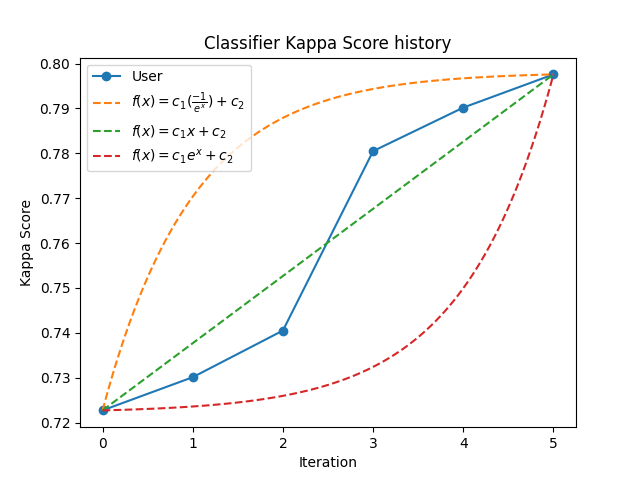 Classifier Kappa Score history
User
f(x) = c₁(−1/eˣ) + c₂
f(x) = c₁x + c₂
f(x) = c₁eˣ + c₂
Kappa Score
0.80
0.79
0.78
0.77
0.76
0.75
0.74
0.73
0.72
0 1 2 3 4 5
Iteration